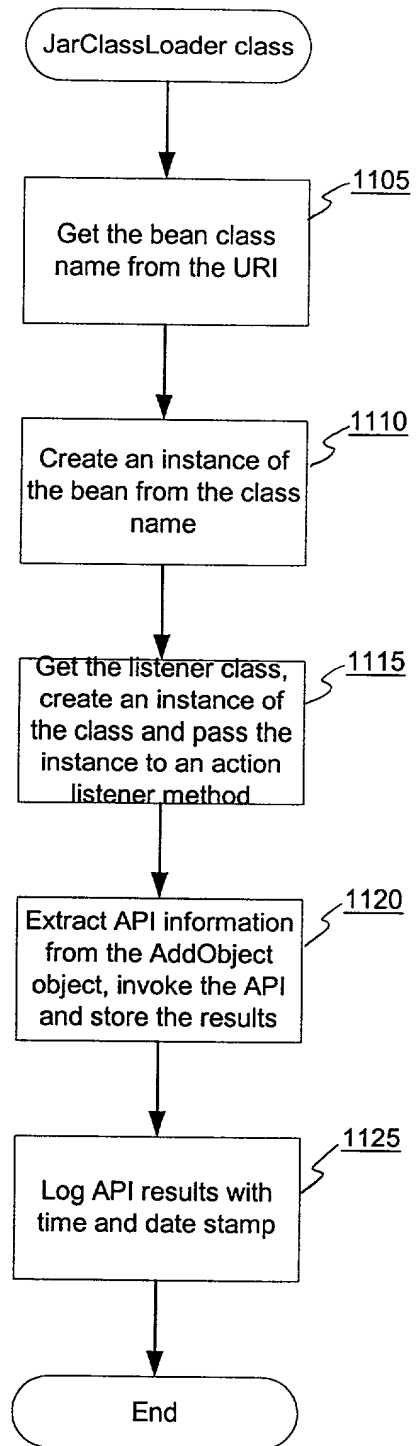 JarClassLoader class
1105
Get the bean class
name from the URI
1110
Create an instance of
the bean from the class
name
1115
Get the listener class,
create an instance of
the class and pass the
instance to an action
listener method
1120
Extract API information
from the AddObject
object, invoke the API
and store the results
1125
Log API results with
time and date stamp
End